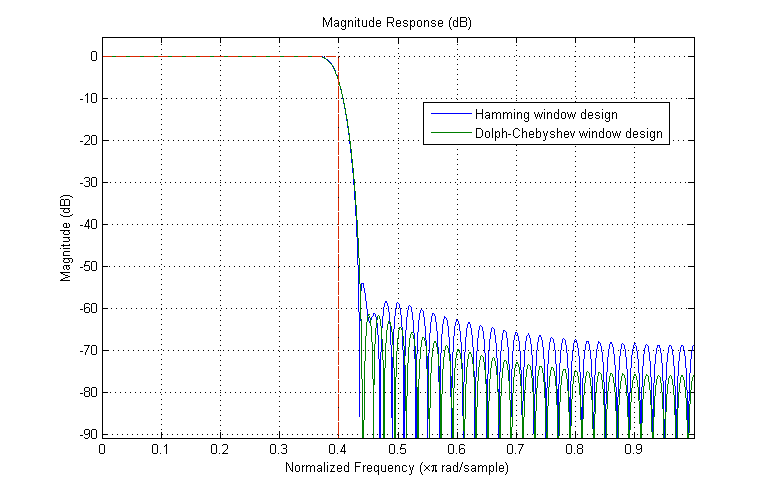 Magnitude Response (dB)
0
-10
-20
-30
-40
-50
-60
-70
-80
-90
Magnitude (dB)
Hamming window design
Dolph-Chebyshev window design
0 0.1 0.2 0.3 0.4 0.5 0.6 0.7 0.8 0.9
Normalized Frequency (×π rad/sample)